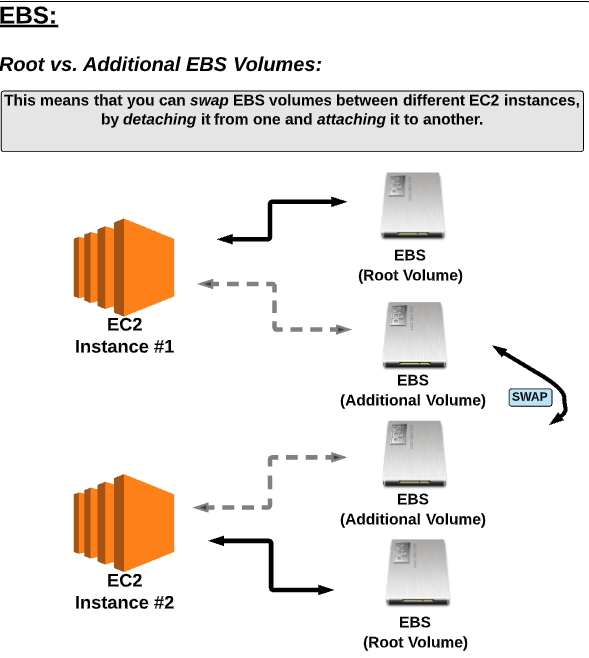 EBS:
Root vs. Additional EBS Volumes:
This means that you can swap EBS volumes between different EC2 instances,
by detaching it from one and attaching it to another.
EBS
(Root Volume)
EC2
Instance #1
EBS
(Additional Volume)
SWAP
EBS
(Additional Volume)
EC2
Instance #2
EBS
(Root Volume)